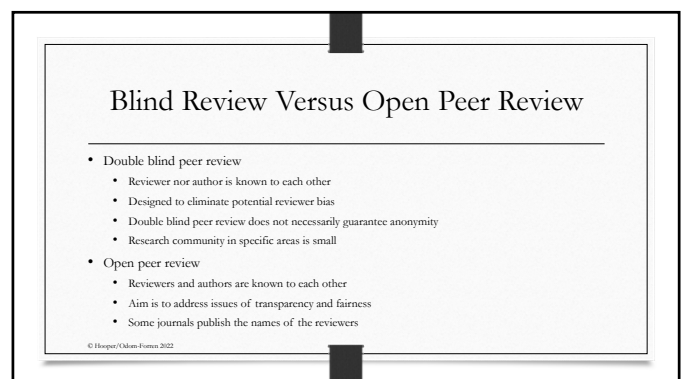 Blind Review Versus Open Peer Review
• Double blind peer review
• Reviewer nor author is known to each other
• Designed to eliminate potential reviewer bias
• Double blind peer review does not necessarily guarantee anonymity
• Research community in specific areas is small
• Open peer review
• Reviewers and authors are known to each other
• Aim is to address issues of transparency and fairness
• Some journals publish the names of the reviewers
© Hooper/Odom-Forren 2022